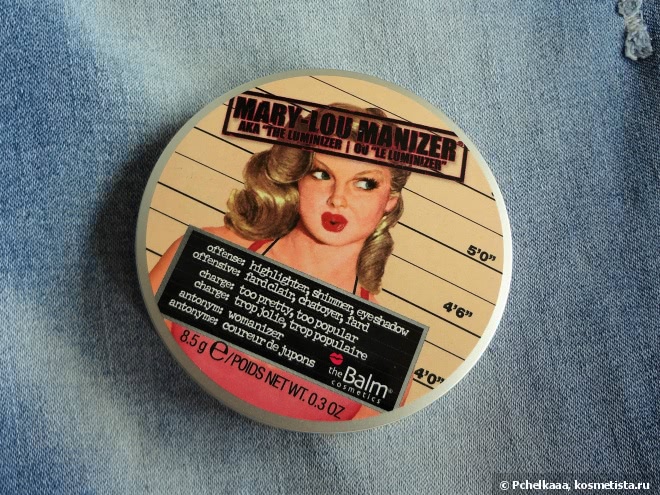 MARY-LOU MANIZER®
AKA "THE LUMINIZER | OU "LE LUMINIZER"
5'0"
4'6"
4'0"
offense: highlighter, shimmer, eyeshadow
offensive: fard clair, chatoyer, fard
charge: too pretty, too popular
charge: trop jolie, trop populaire
antonym: womanizer
antonyme: coureur de jupons
theBalm®
cosmetics
8.5 g ℮/POIDS NET WT. 0.3 OZ
© Pchelkaaa, kosmetista.ru